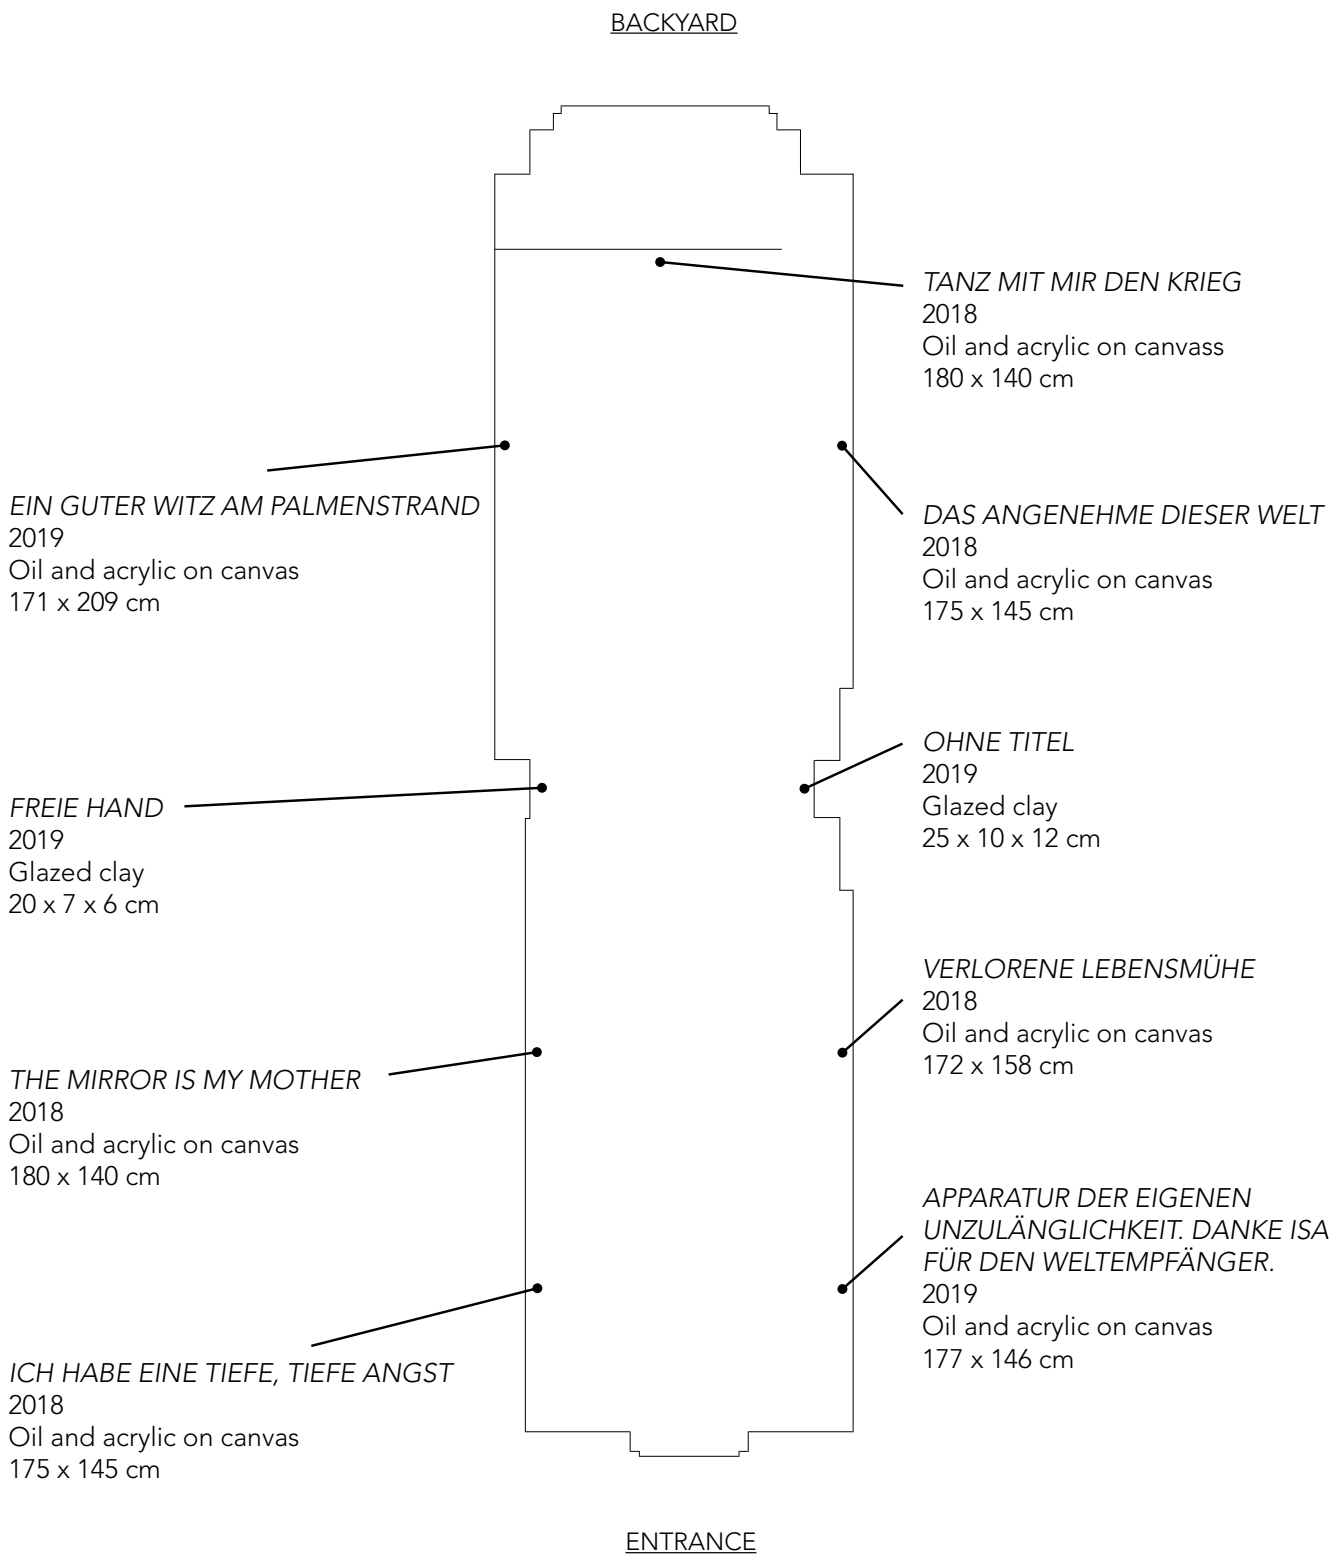 BACKYARD
TANZ MIT MIR DEN KRIEG
2018
Oil and acrylic on canvass
180 x 140 cm
EIN GUTER WITZ AM PALMENSTRAND
2019
Oil and acrylic on canvas
171 x 209 cm
DAS ANGENEHME DIESER WELT
2018
Oil and acrylic on canvas
175 x 145 cm
FREIE HAND
2019
Glazed clay
20 x 7 x 6 cm
OHNE TITEL
2019
Glazed clay
25 x 10 x 12 cm
THE MIRROR IS MY MOTHER
2018
Oil and acrylic on canvas
180 x 140 cm
VERLORENE LEBENSMÜHE
2018
Oil and acrylic on canvas
172 x 158 cm
ICH HABE EINE TIEFE, TIEFE ANGST
2018
Oil and acrylic on canvas
175 x 145 cm
APPARATUR DER EIGENEN
UNZULÄNGLICHKEIT. DANKE ISA
FÜR DEN WELTEMPFÄNGER.
2019
Oil and acrylic on canvas
177 x 146 cm
ENTRANCE